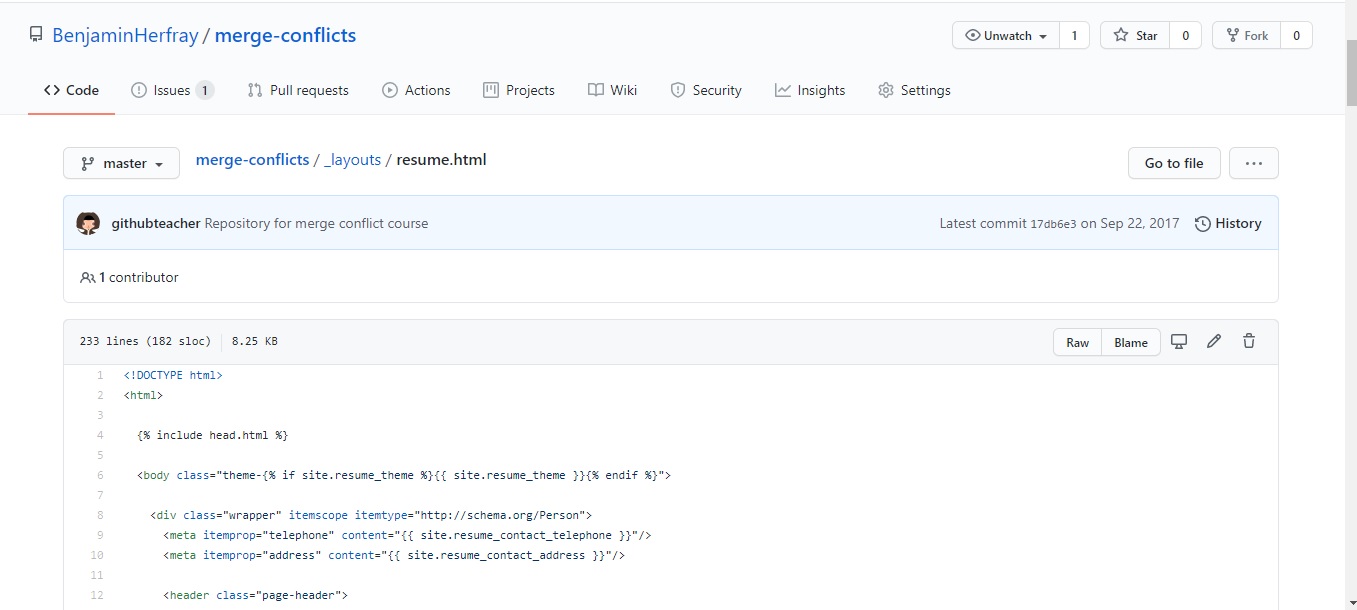 BenjaminHerfray / merge-conflicts
Unwatch 1 Star 0 Fork 0
Code Issues 1 Pull requests Actions Projects Wiki Security Insights Settings
master merge-conflicts / _layouts / resume.html Go to file ...
githubteacher Repository for merge conflict course Latest commit 17db6e3 on Sep 22, 2017 History
1 contributor
233 lines (182 sloc) 8.25 KB Raw Blame
1 <!DOCTYPE html>
2 <html>
3
4 {% include head.html %}
5
6 <body class="theme-{% if site.resume_theme %}{{ site.resume_theme }}{% endif %}">
7
8 <div class="wrapper" itemscope itemtype="http://schema.org/Person">
9 <meta itemprop="telephone" content="{{ site.resume_contact_telephone }}"/>
10 <meta itemprop="address" content="{{ site.resume_contact_address }}"/>
11
12 <header class="page-header">